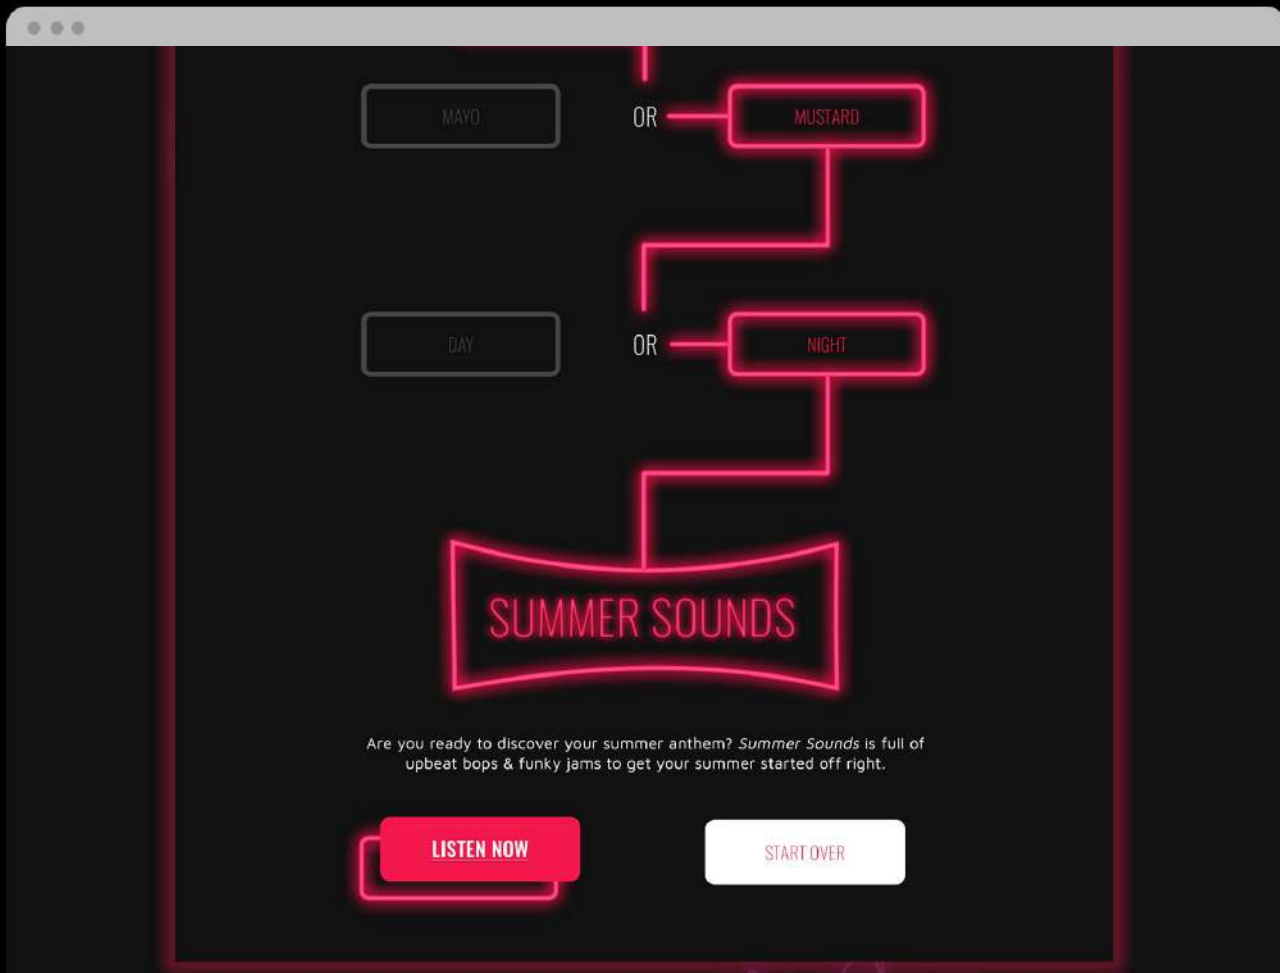 MAYO OR MUSTARD
DAY OR NIGHT
SUMMER SOUNDS
Are you ready to discover your summer anthem? Summer Sounds is full of
upbeat bops & funky jams to get your summer started off right.
LISTEN NOW START OVER